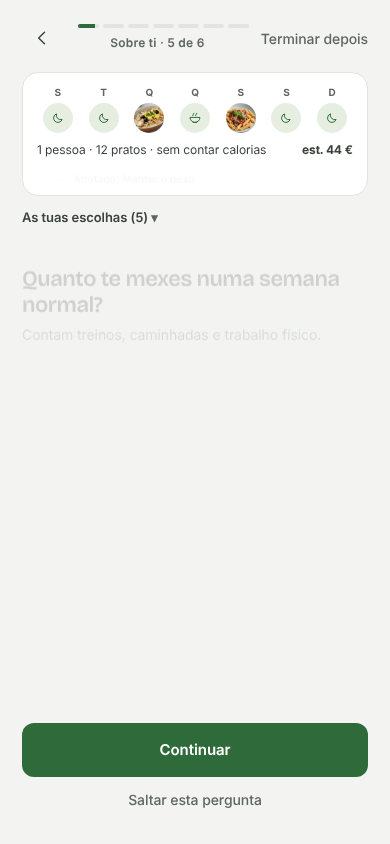 Sobre ti · 5 de 6
Terminar depois
S T Q Q S S D
1 pessoa · 12 pratos · sem contar calorias est. 44 €
As tuas escolhas (5) ▾
Quanto te mexes numa semana
normal?
Contam treinos, caminhadas e trabalho físico.
Continuar
Saltar esta pergunta